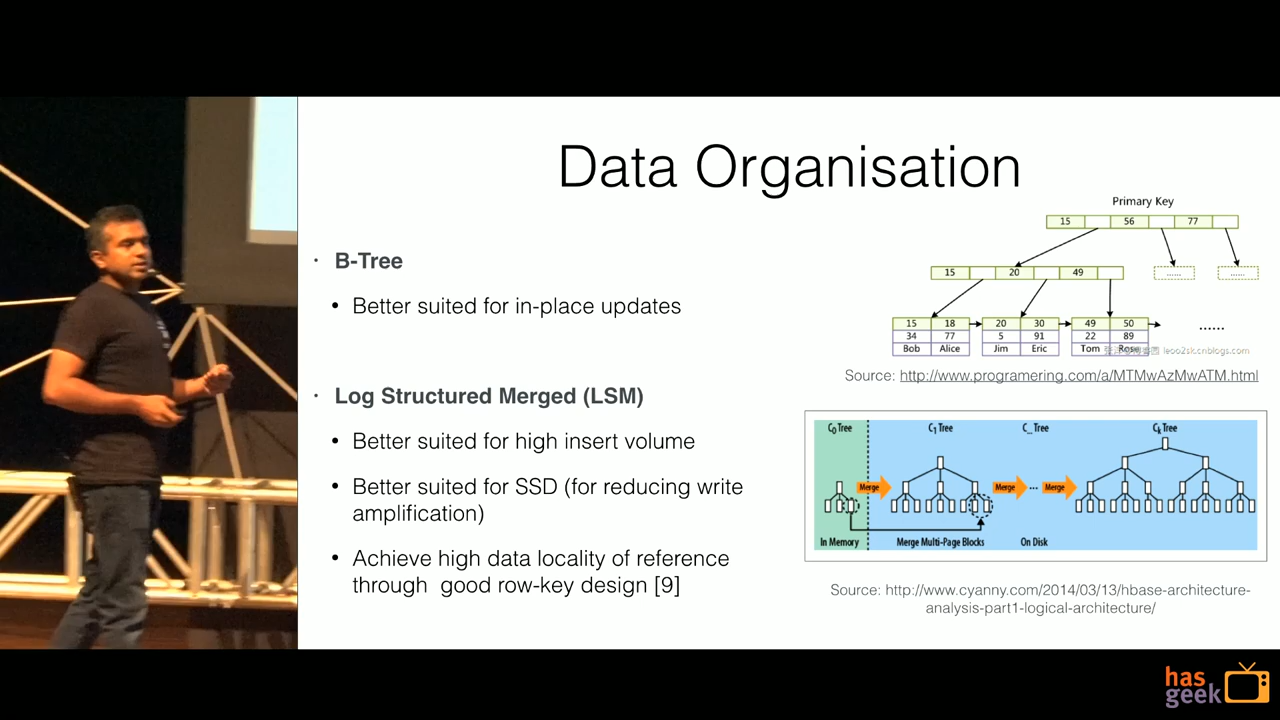 Data Organisation
B-Tree
Better suited for in-place updates
Log Structured Merged (LSM)
Better suited for high insert volume
Better suited for SSD (for reducing write
amplification)
Achieve high data locality of reference
through good row-key design [9]
Primary Key
15 56 77
15 20 49 ...... ......
15 18 20 30 49 50 ......
34 77 5 91 22 89
Bob Alice Jim Eric Tom Rose
leoo2sk.cnblogs.com
Source: http://www.programering.com/a/MTMwAzMwATM.html
C0 Tree C1 Tree C... Tree Ck Tree
Merge Merge ... Merge
In Memory Merge Multi-Page Blocks On Disk
Source: http://www.cyanny.com/2014/03/13/hbase-architecture-
analysis-part1-logical-architecture/
has
geek